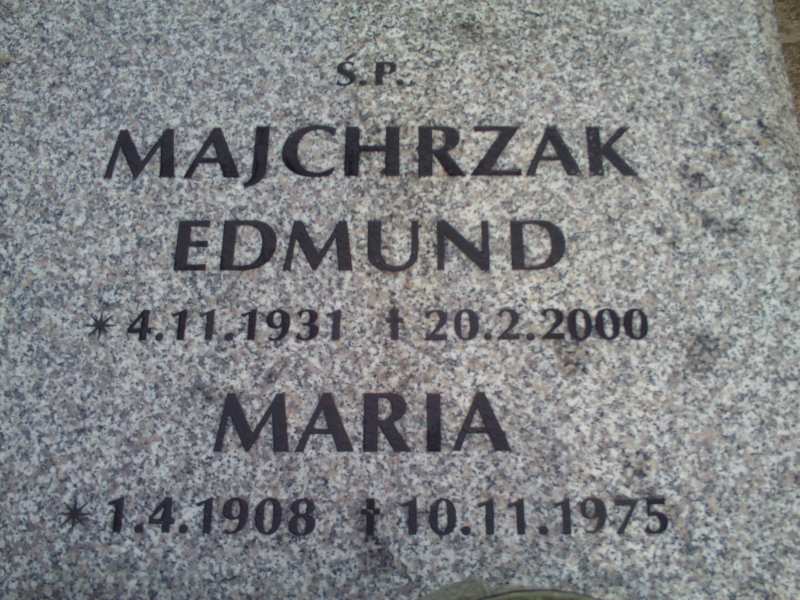 Ś.P.
MAJCHRZAK
EDMUND
* 4.11.1931 † 20.2.2000
MARIA
* 1.4.1908 † 10.11.1975